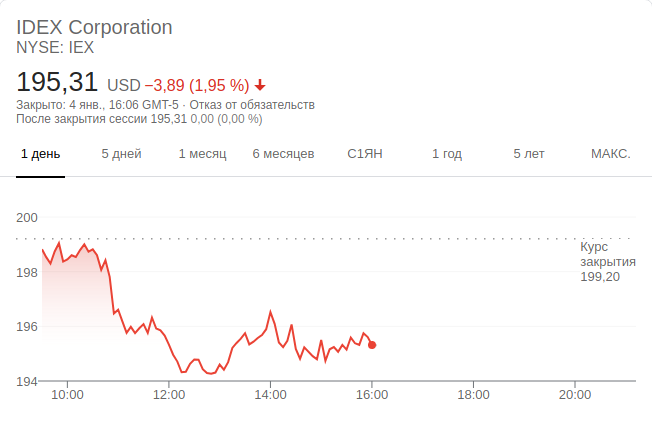 IDEX Corporation
NYSE: IEX
195,31 USD −3,89 (1,95 %)
Закрыто: 4 янв., 16:06 GMT-5 · Отказ от обязательств
После закрытия сессии 195,31 0,00 (0,00 %)
1 день 5 дней 1 месяц 6 месяцев С1ЯН 1 год 5 лет МАКС.
200
Курс
закрытия
199,20
198
196
194
10:00 12:00 14:00 16:00 18:00 20:00